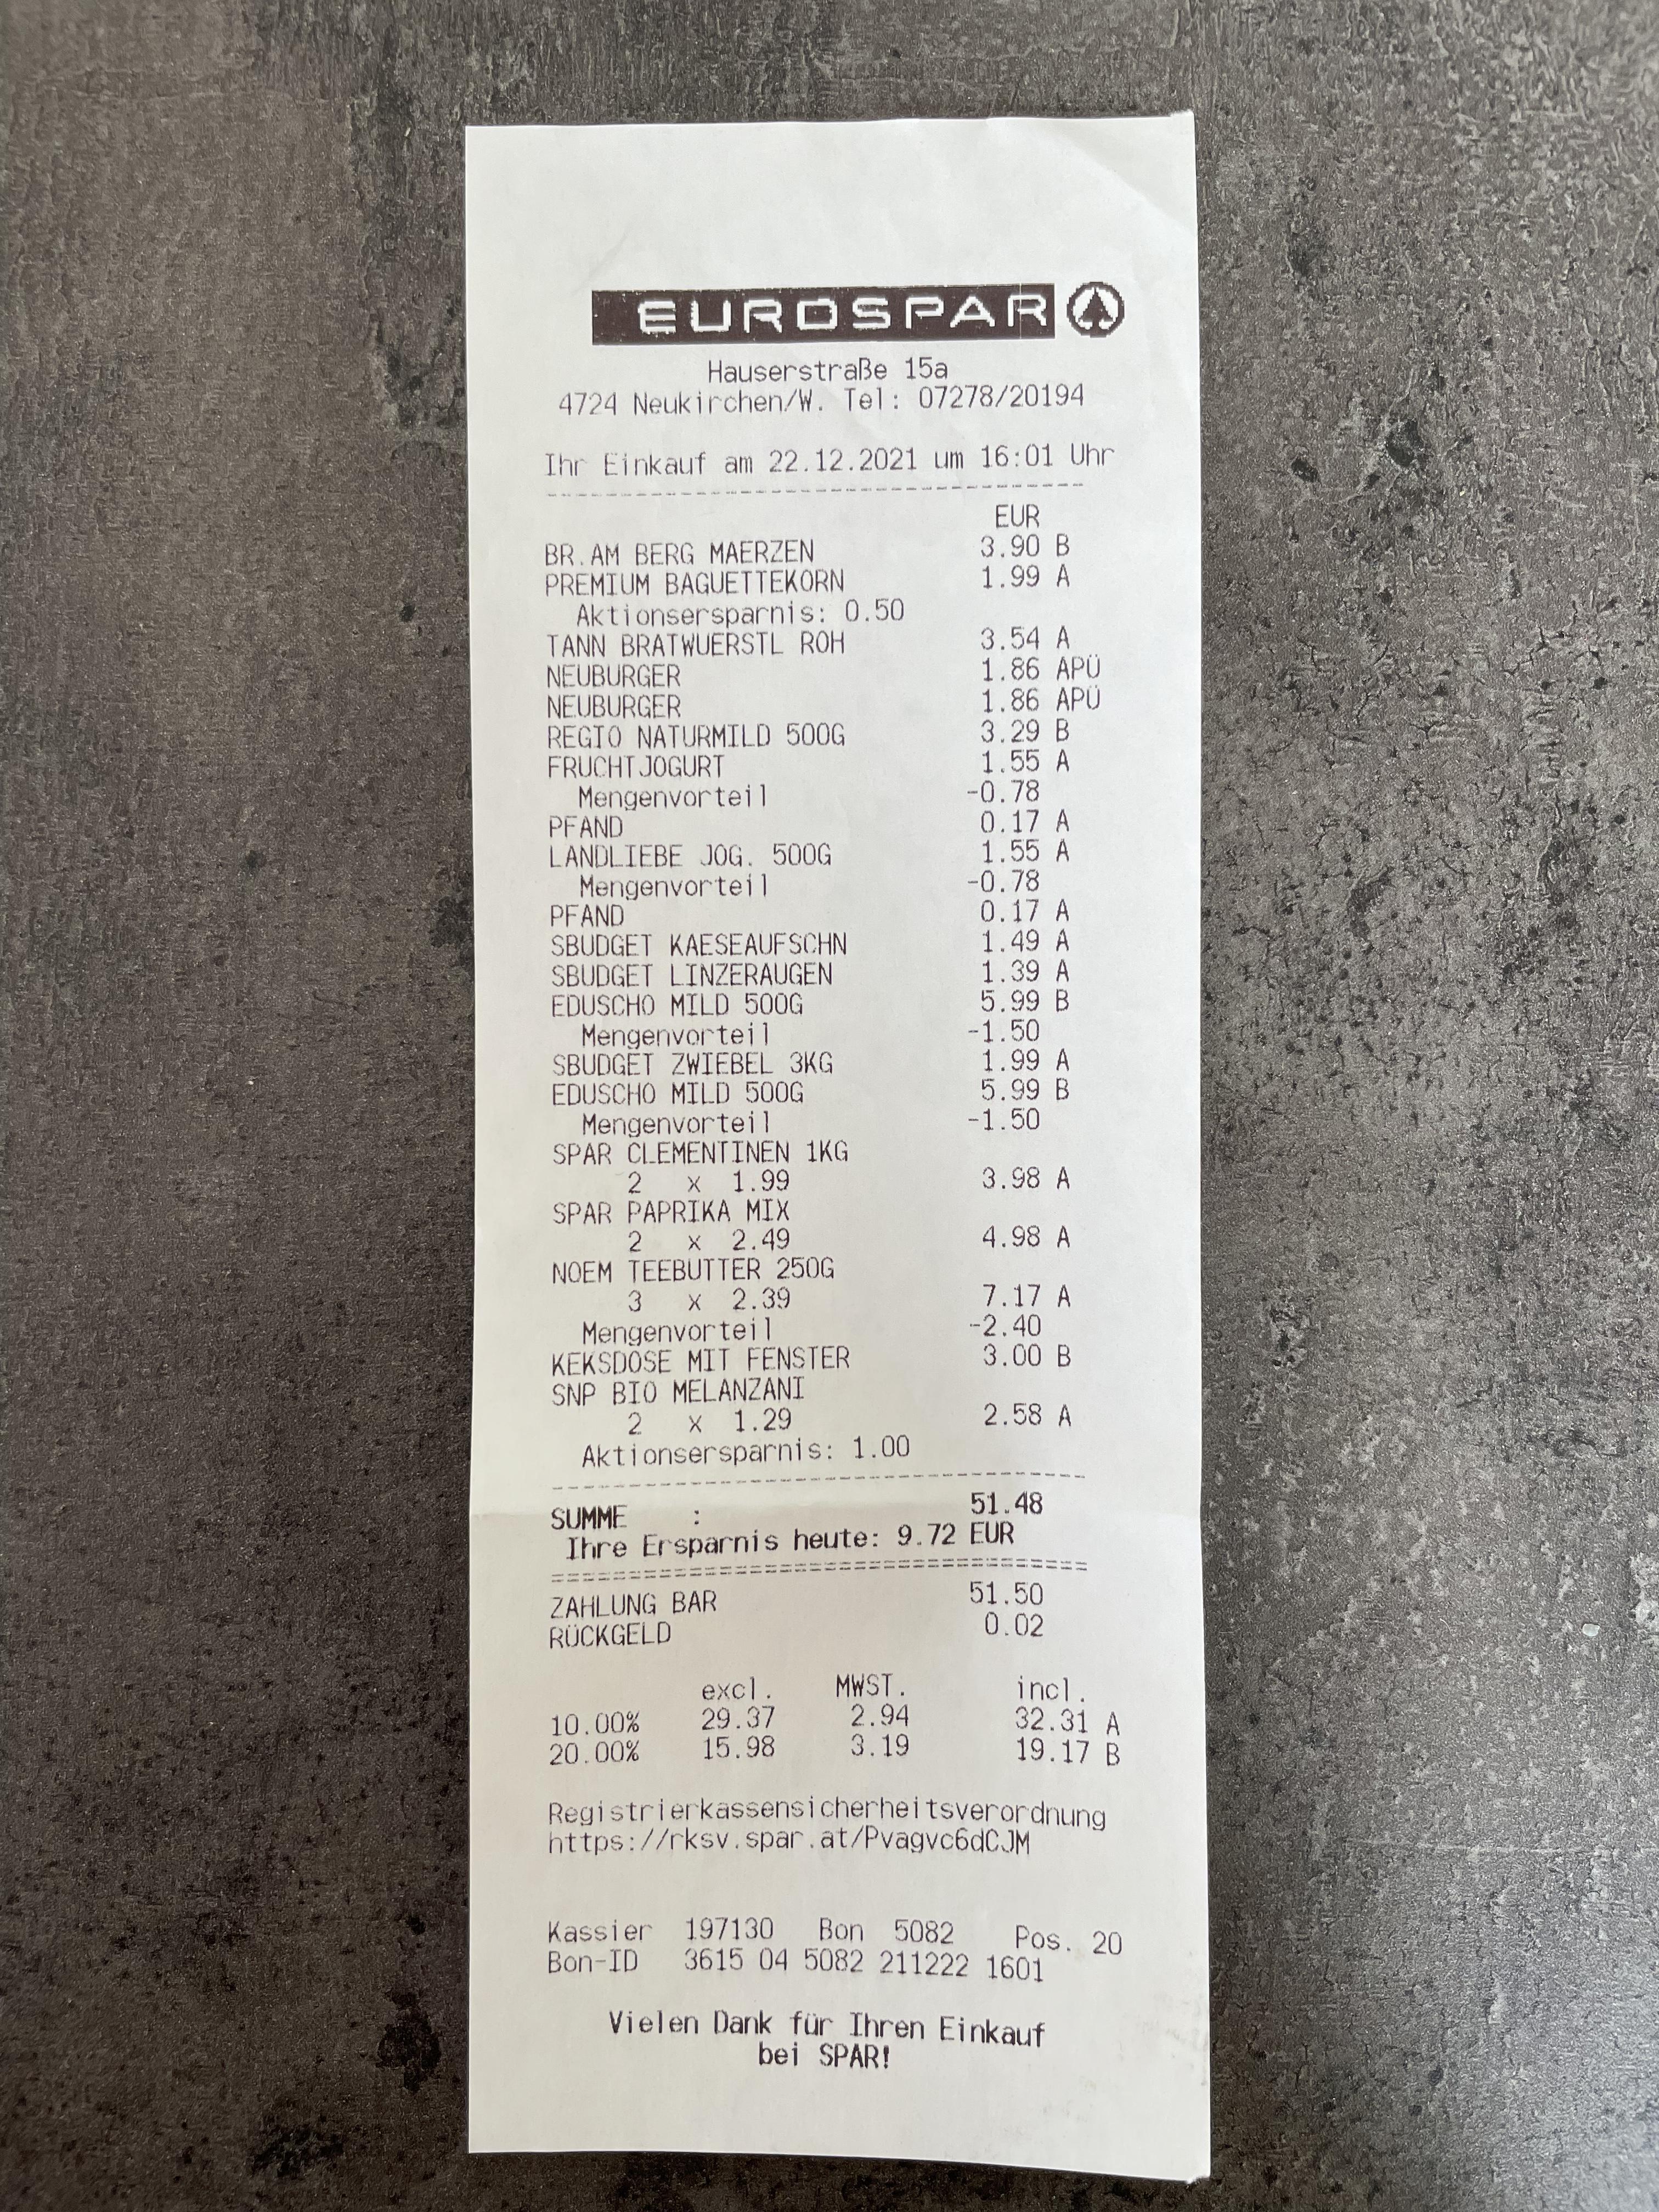 EUROSPAR
Hauserstraße 15a
4724 Neukirchen/W. Tel: 07278/20194
Ihr Einkauf am 22.12.2021 um 16:01 Uhr
EUR
BR.AM BERG MAERZEN 3.90 B
PREMIUM BAGUETTEKORN 1.99 A
Aktionsersparnis: 0.50
TANN BRATWUERSTL ROH 3.54 A
NEUBURGER 1.86 APÜ
NEUBURGER 1.86 APÜ
REGIO NATURMILD 500G 3.29 B
FRUCHTJOGURT 1.55 A
Mengenvorteil -0.78
PFAND 0.17 A
LANDLIEBE JOG. 500G 1.55 A
Mengenvorteil -0.78
PFAND 0.17 A
SBUDGET KAESEAUFSCHN 1.49 A
SBUDGET LINZERAUGEN 1.39 A
EDUSCHO MILD 500G 5.99 B
Mengenvorteil -1.50
SBUDGET ZWIEBEL 3KG 1.99 A
EDUSCHO MILD 500G 5.99 B
Mengenvorteil -1.50
SPAR CLEMENTINEN 1KG
2 x 1.99 3.98 A
SPAR PAPRIKA MIX
2 x 2.49 4.98 A
NOEM TEEBUTTER 250G
3 x 2.39 7.17 A
Mengenvorteil -2.40
KEKSDOSE MIT FENSTER 3.00 B
SNP BIO MELANZANI
2 x 1.29 2.58 A
Aktionsersparnis: 1.00
SUMME : 51.48
Ihre Ersparnis heute: 9.72 EUR
ZAHLUNG BAR 51.50
RÜCKGELD 0.02
excl. MWST. incl.
10.00% 29.37 2.94 32.31 A
20.00% 15.98 3.19 19.17 B
Registrierkassensicherheitsverordnung
https://rksv.spar.at/Pvagvc6dCJM
Kassier 197130 Bon 5082 Pos. 20
Bon-ID 3615 04 5082 211222 1601
Vielen Dank für Ihren Einkauf
bei SPAR!